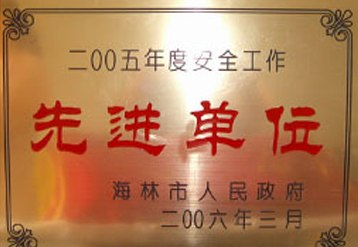 二00五年度安全工作
先进单位
海林市人民政府
二00六年三月